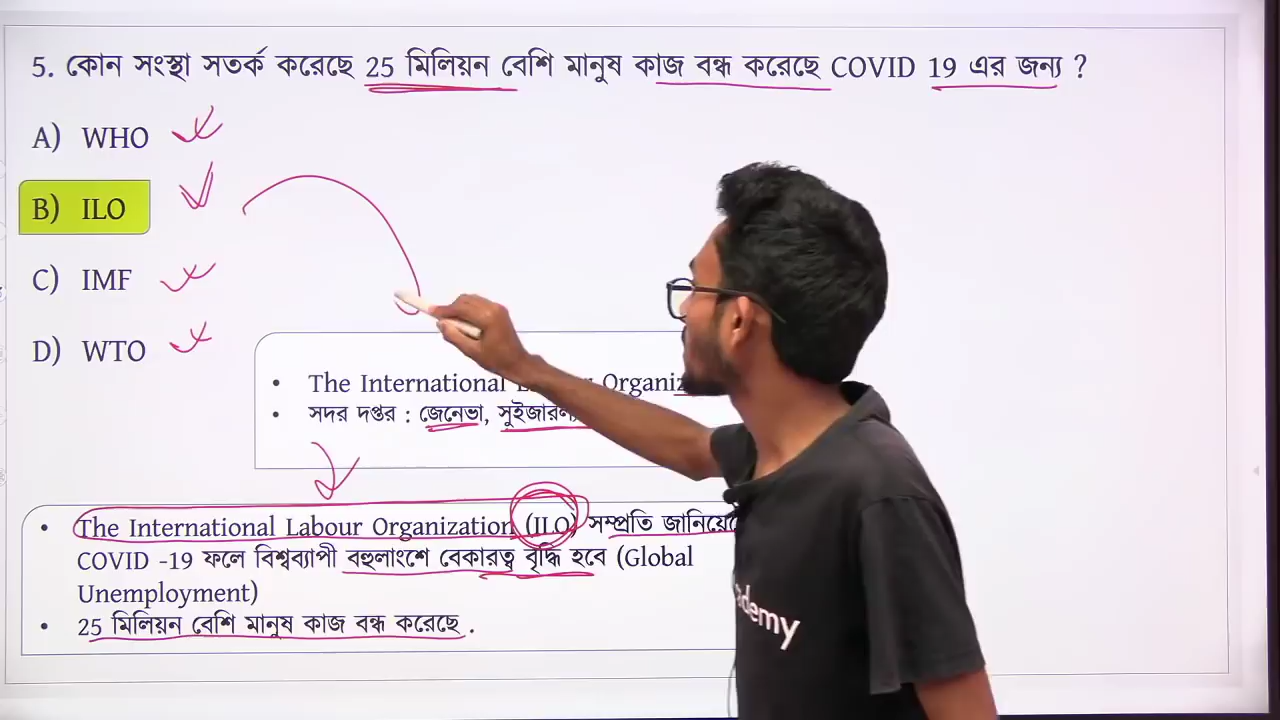 5. কোন সংস্থা সতর্ক করেছে 25 মিলিয়ন বেশি মানুষ কাজ বন্ধ করেছে COVID 19 এর জন্য ?
A) WHO
B) ILO
C) IMF
D) WTO
• The International Organiz
• সদর দপ্তর : জেনেভা,
• The International Labour Organization (ILO) সম্প্রতি
COVID -19 ফলে বিশ্বব্যাপী বহুলাংশে বেকারত্ব বৃদ্ধি হবে (Global
Unemployment)
• 25 মিলিয়ন বেশি মানুষ কাজ বন্ধ করেছে .
demy